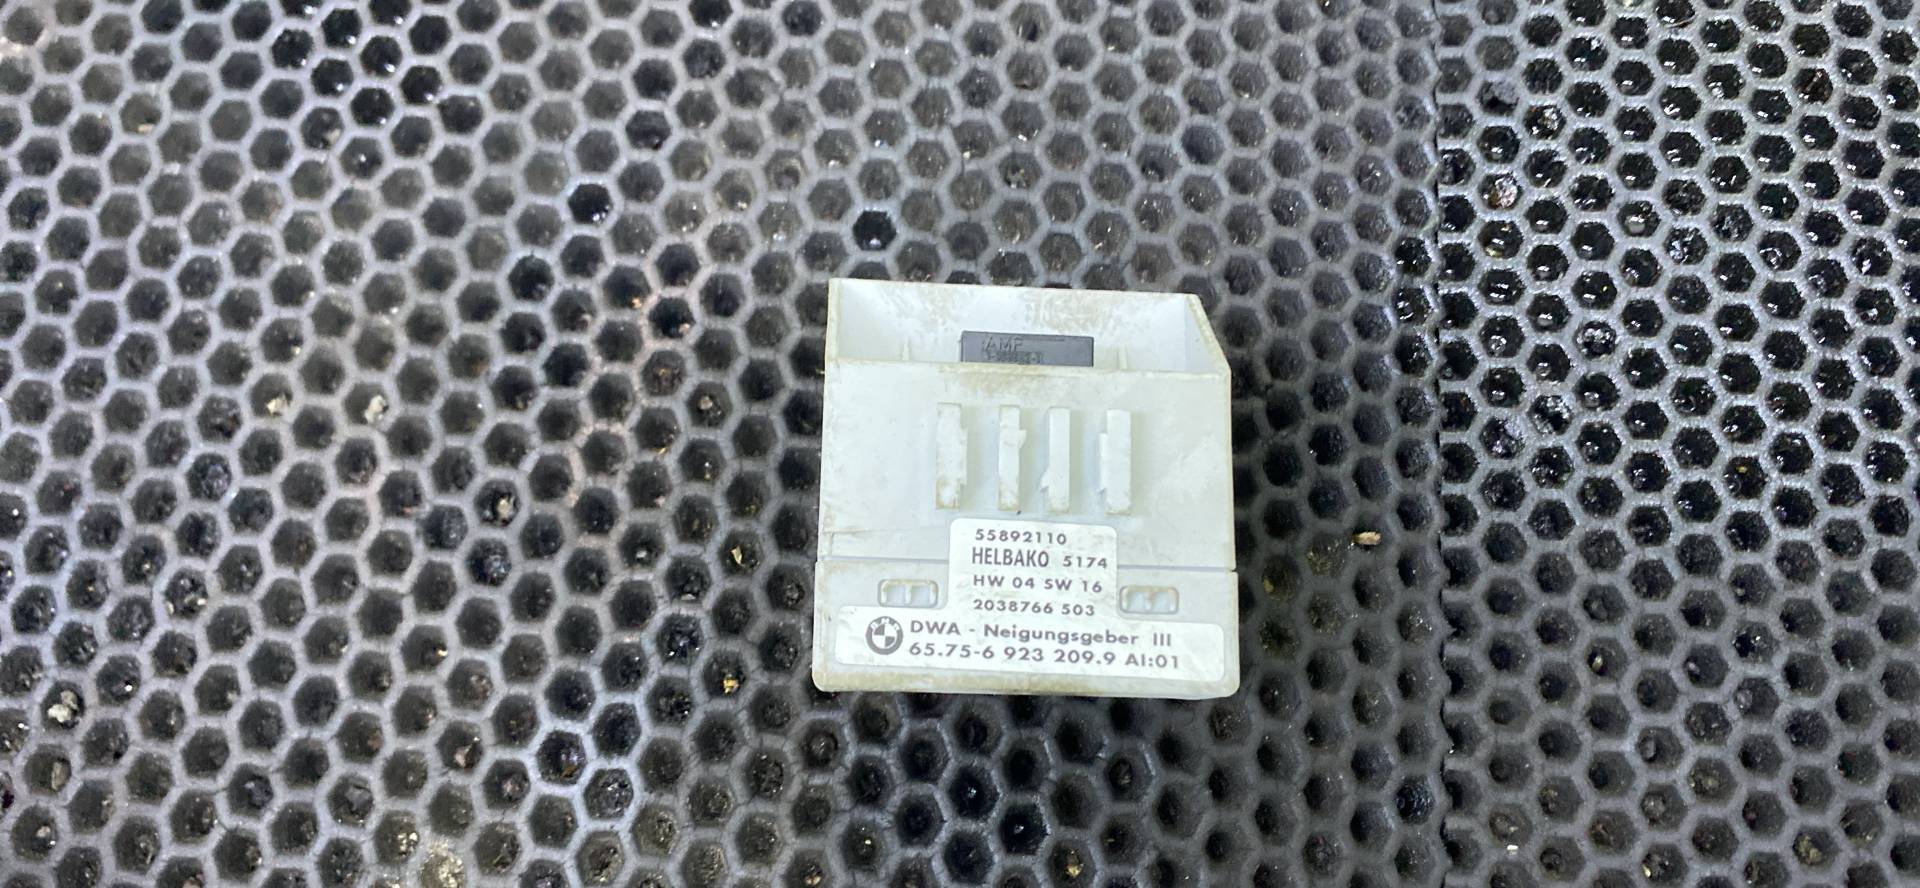 AMP
55892110
HELBAKO 5174
HW 04 SW 16
2038766 503
BMW
DWA - Neigungsgeber III
65.75-6 923 209.9 AI:01